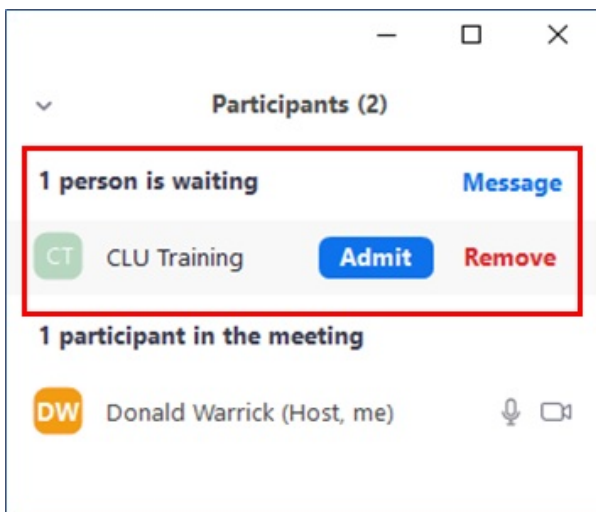 Participants (2)
1 person is waiting Message
CT CLU Training Admit Remove
1 participant in the meeting
DW Donald Warrick (Host, me)